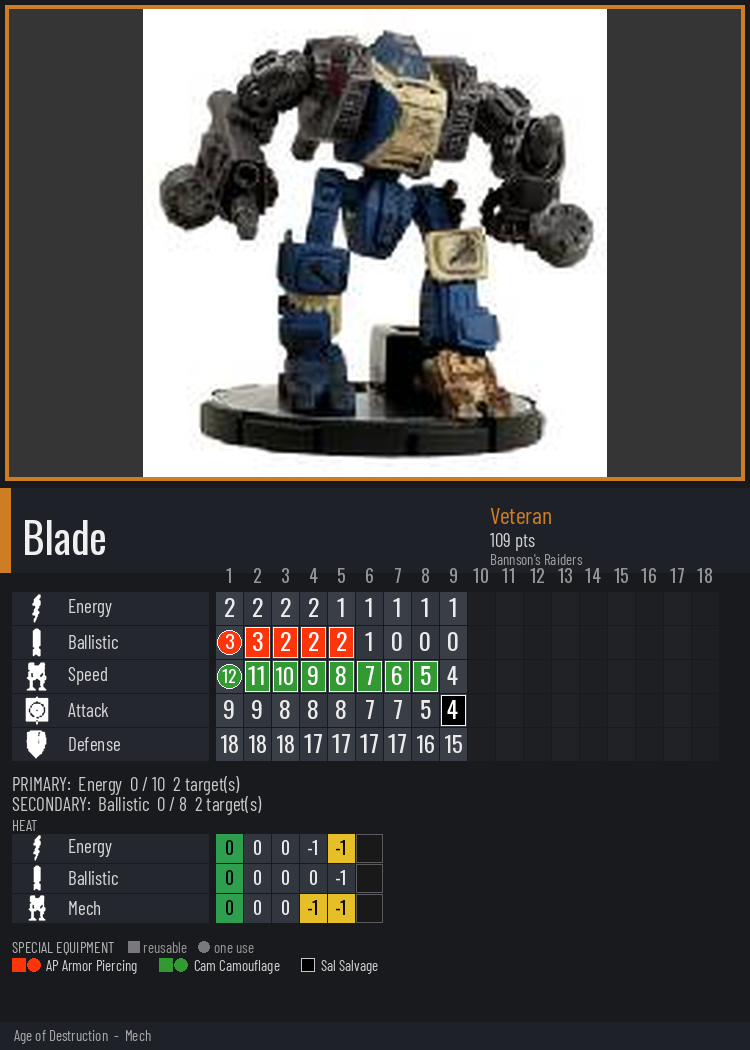 Blade
Veteran
109 pts
Bannson's Raiders
1 2 3 4 5 6 7 8 9 10 11 12 13 14 15 16 17 18
Energy 2 2 2 2 1 1 1 1 1
Ballistic 3 3 2 2 2 1 0 0 0
Speed 12 11 10 9 8 7 6 5 4
Attack 9 9 8 8 8 7 7 5 4
Defense 18 18 18 17 17 17 17 16 15
PRIMARY: Energy 0 / 10 2 target(s)
SECONDARY: Ballistic 0 / 8 2 target(s)
HEAT
Energy 0 0 0 -1 -1
Ballistic 0 0 0 0 -1
Mech 0 0 0 -1 -1
SPECIAL EQUIPMENT reusable one use
AP Armor Piercing Cam Camouflage Sal Salvage
Age of Destruction - Mech